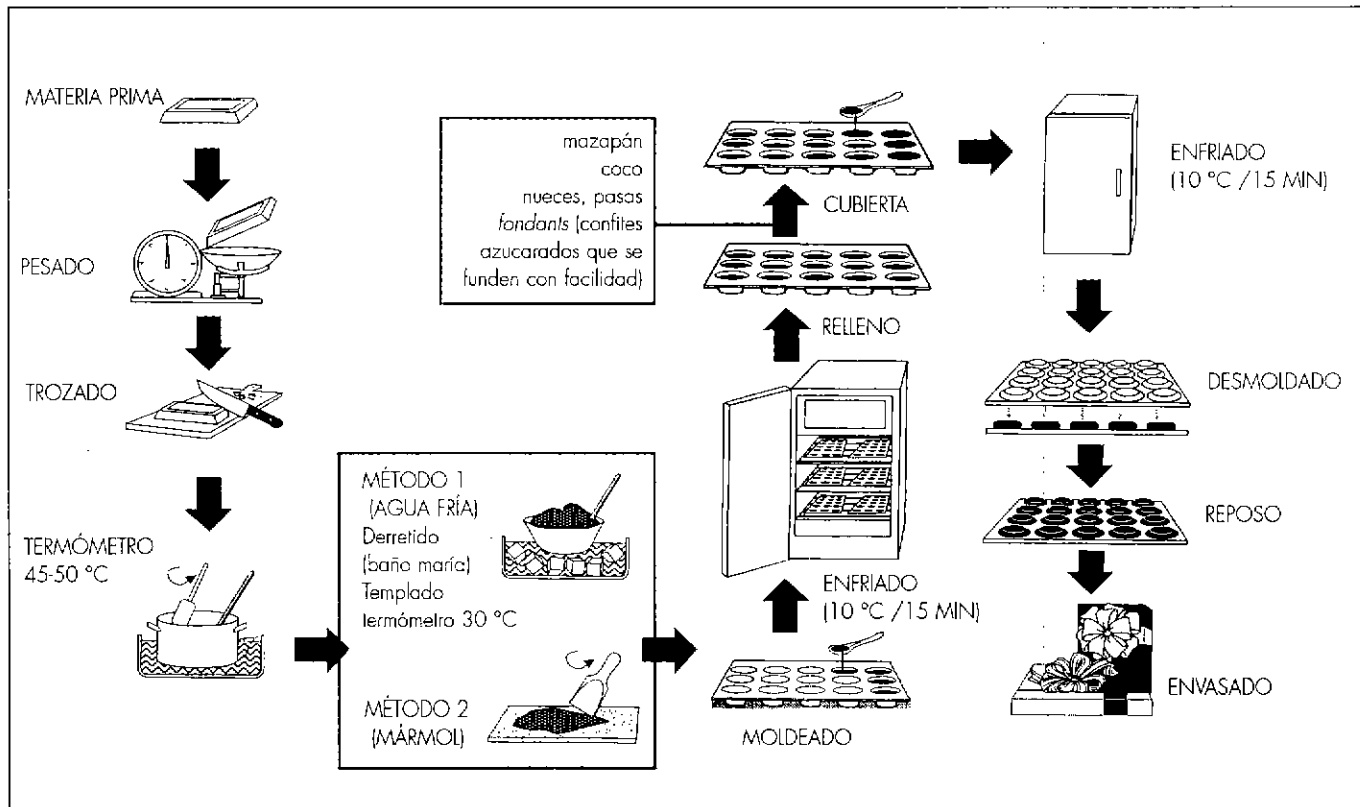 MATERIA PRIMA
PESADO
TROZADO
TERMÓMETRO
45-50 °C
MÉTODO 1
(AGUA FRÍA)
Derretido
(baño maría)
Templado
termómetro 30 °C
MÉTODO 2
(MÁRMOL)
MOLDEADO
ENFRIADO
(10 °C /15 MIN)
RELLENO
mazapán
coco
nueces, pasas
fondants (confites
azucarados que se
funden con facilidad)
CUBIERTA
ENFRIADO
(10 °C /15 MIN)
DESMOLDADO
REPOSO
ENVASADO